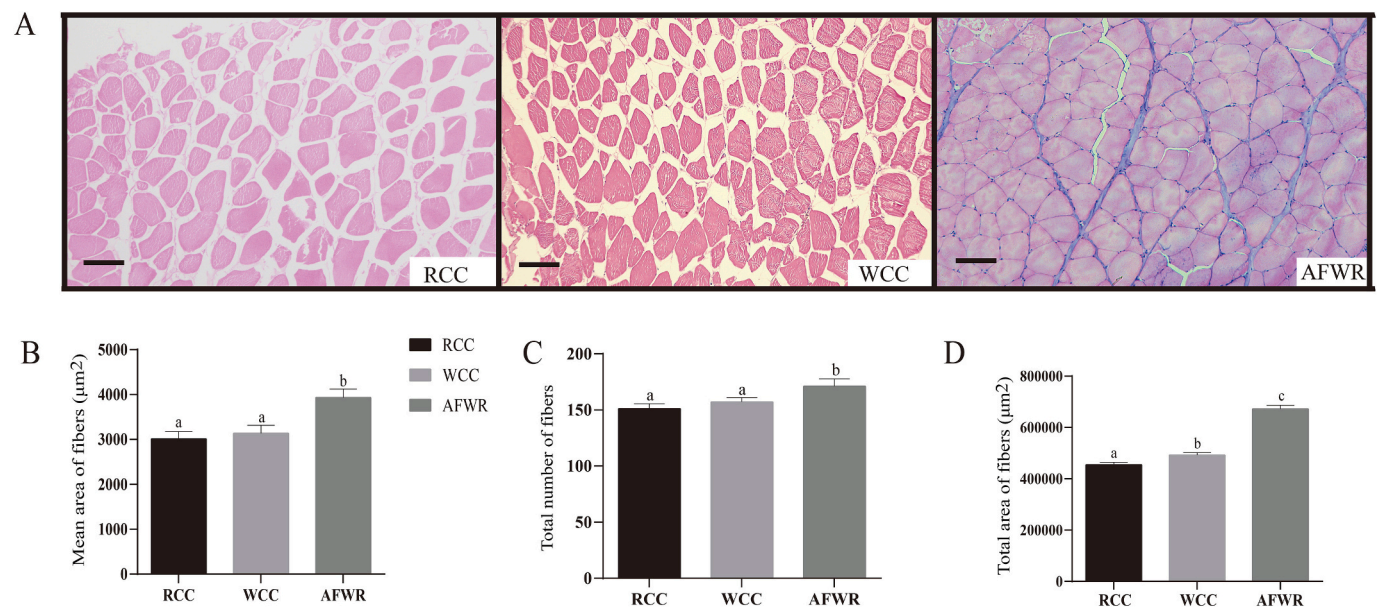 A
RCC
WCC
AFWR
B
Mean area of fibers (μm2)
5000
4000
3000
2000
1000
0
a
a
b
RCC
WCC
AFWR
RCC
WCC
AFWR
C
Total number of fibers
200
150
100
50
0
a
a
b
RCC
WCC
AFWR
D
Total area of fibers (μm2)
800000
600000
400000
200000
0
a
b
c
RCC
WCC
AFWR